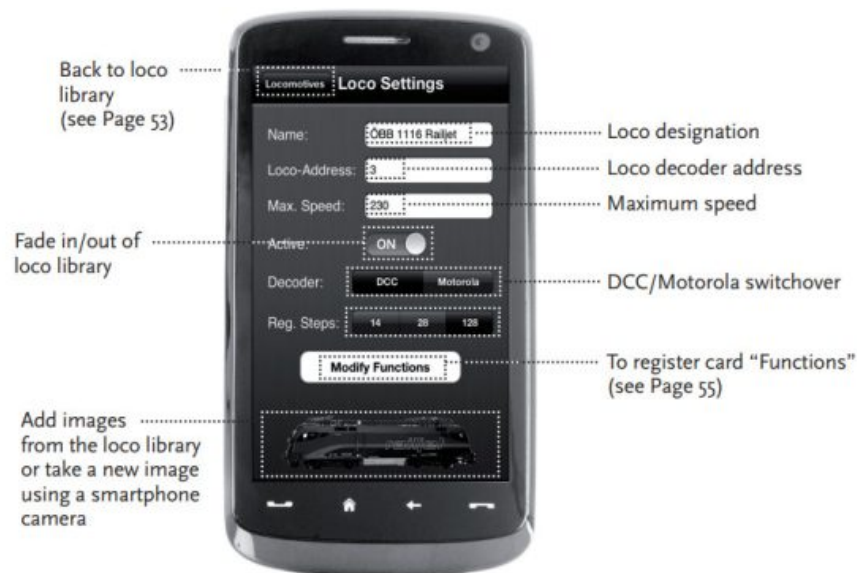 Back to loco
library
(see Page 53)
Locomotives
Loco Settings
Name:
ÖBB 1116 Railjet
Loco designation
Loco-Address:
3
Loco decoder address
Max. Speed:
230
Maximum speed
Fade in/out of
loco library
Active:
ON
Decoder:
DCC
Motorola
DCC/Motorola switchover
Reg. Steps:
14
28
128
Modify Functions
To register card “Functions”
(see Page 55)
Add images
from the loco library
or take a new image
using a smartphone
camera
railjet